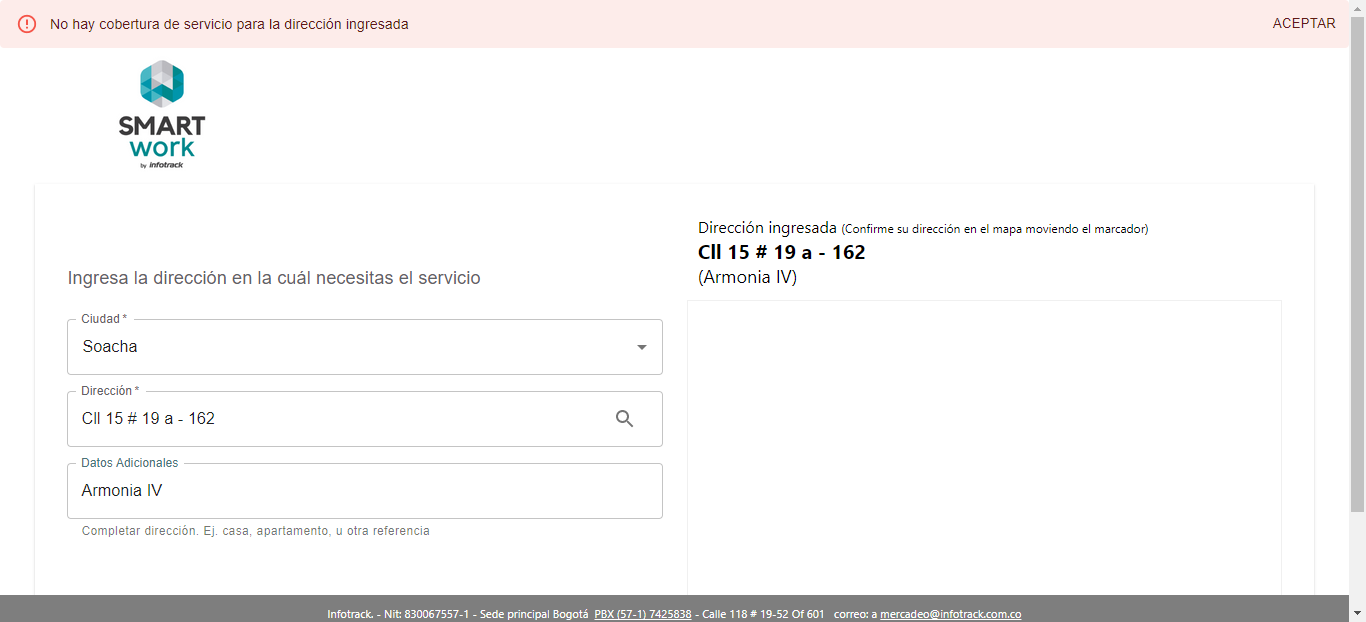 No hay cobertura de servicio para la dirección ingresada
ACEPTAR
SMART
work
by infotrack
Dirección ingresada (Confirme su dirección en el mapa moviendo el marcador)
Cll 15 # 19 a - 162
(Armonia IV)
Ingresa la dirección en la cuál necesitas el servicio
Ciudad *
Soacha
Dirección *
Cll 15 # 19 a - 162
Datos Adicionales
Armonia IV
Completar dirección. Ej. casa, apartamento, u otra referencia
Infotrack. - Nit: 830067557-1 - Sede principal Bogotá PBX (57-1) 7425838 - Calle 118 # 19-52 Of 601 correo: a mercadeo@infotrack.com.co